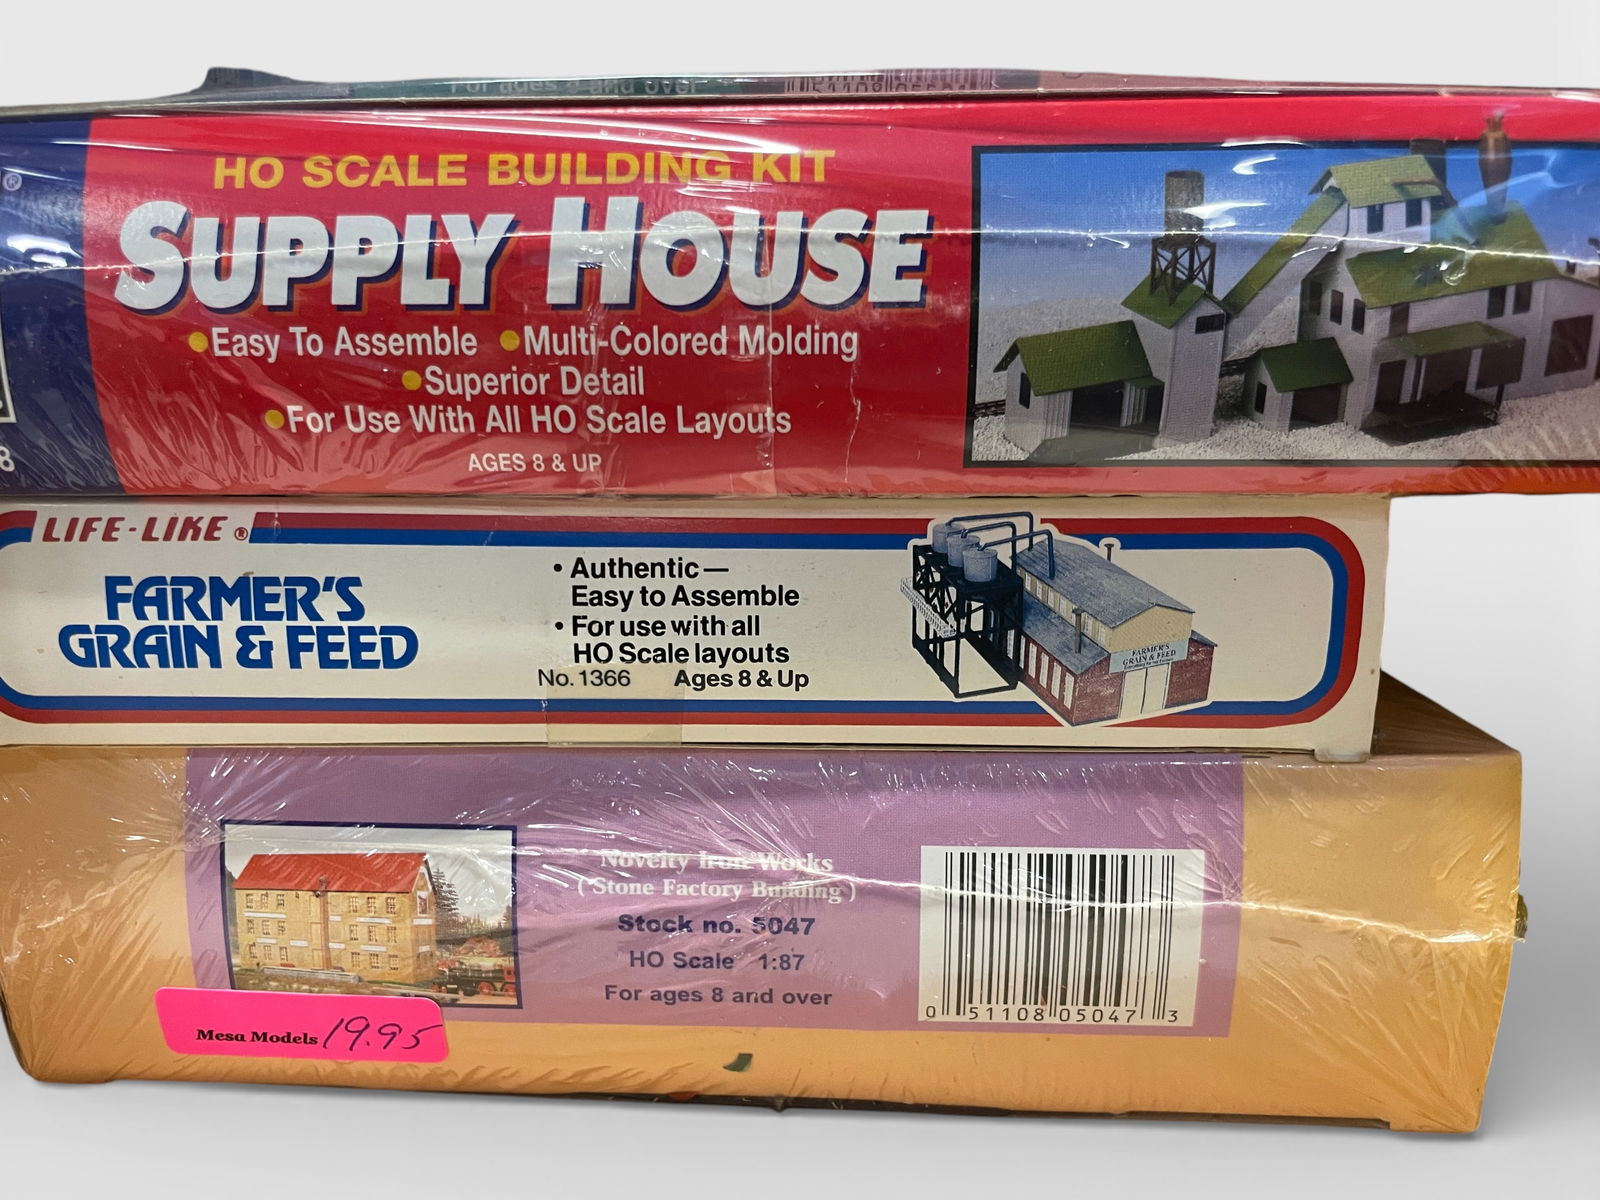 For ages 8 and over
HO SCALE BUILDING KIT
SUPPLY HOUSE
•Easy To Assemble •Multi-Colored Molding
•Superior Detail
•For Use With All HO Scale Layouts
AGES 8 & UP
®
8
LIFE-LIKE ®
FARMER'S
GRAIN & FEED
• Authentic—
Easy to Assemble
• For use with all
HO Scale layouts
No. 1366 Ages 8 & Up
FARMER'S
GRAIN & FEED
Novelty Iron Works
( Stone Factory Building )
Stock no. 5047
HO Scale 1:87
For ages 8 and over
0 51108 05047 3
Mesa Models 19.95